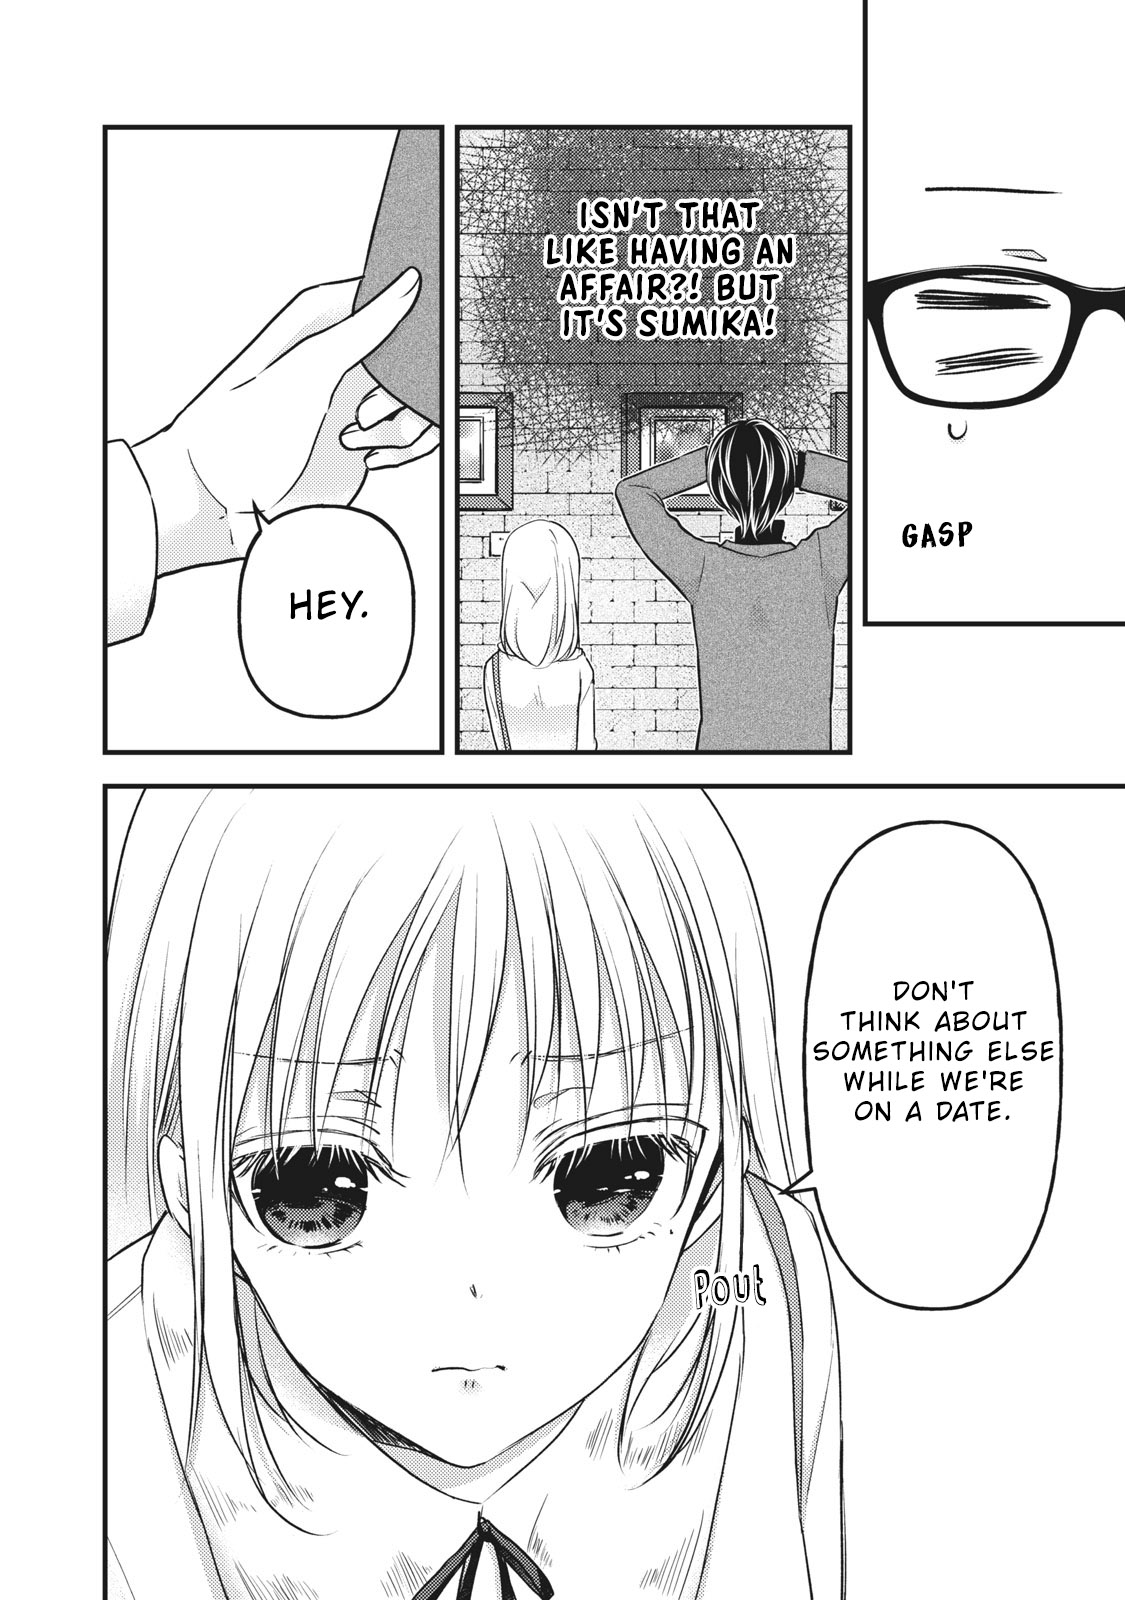 GASP
ISN'T THAT
LIKE HAVING AN
AFFAIR?! BUT
IT'S SUMIKA!
HEY.
DON'T
THINK ABOUT
SOMETHING ELSE
WHILE WE'RE
ON A DATE.
Pout